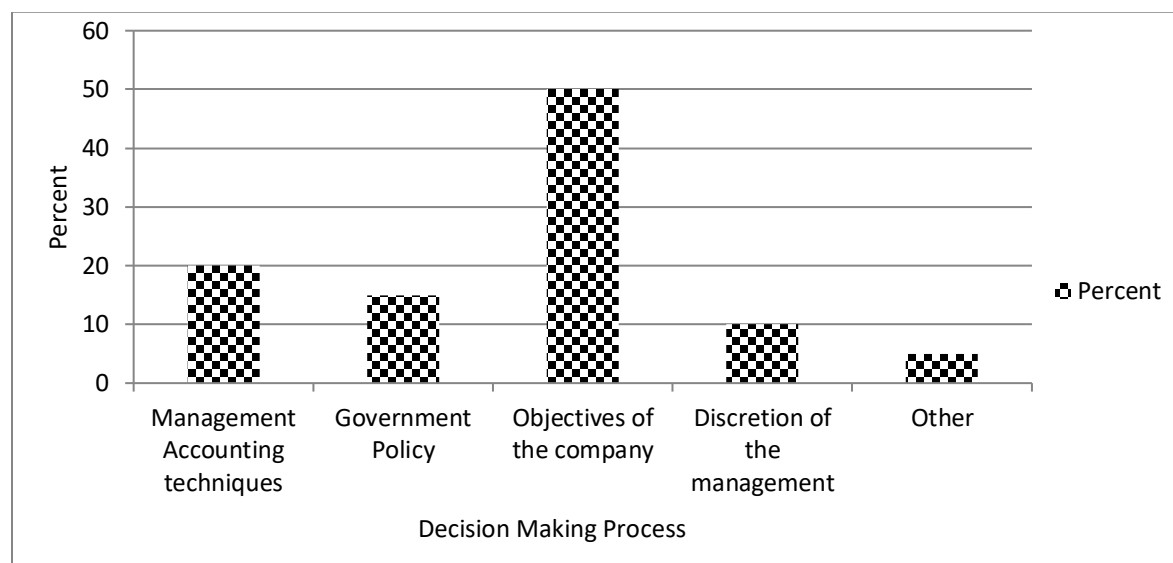 60
50
40
30
20
10
0
Percent
Management
Accounting
techniques
Government
Policy
Objectives of
the company
Discretion of
the
management
Other
Decision Making Process
Percent